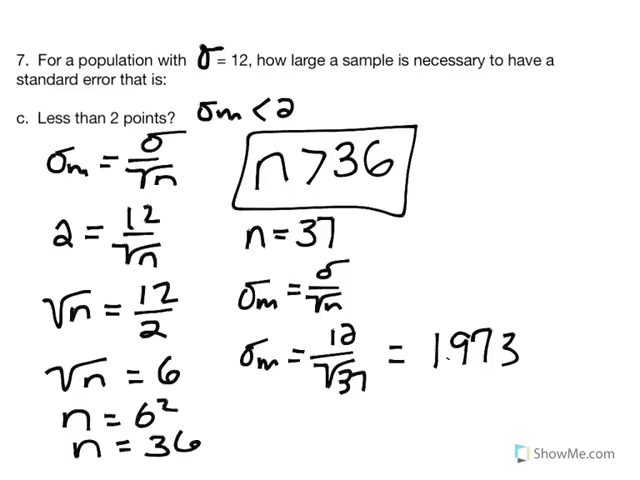 7. For a population with σ = 12, how large a sample is necessary to have a
standard error that is:
c. Less than 2 points? σm < 2
σm = σ/√n
2 = 12/√n
√n = 12/2
√n = 6
n = 6²
n = 36
n > 36
n = 37
σm = σ/√n
σm = 12/√37 = 1.973
ShowMe.com